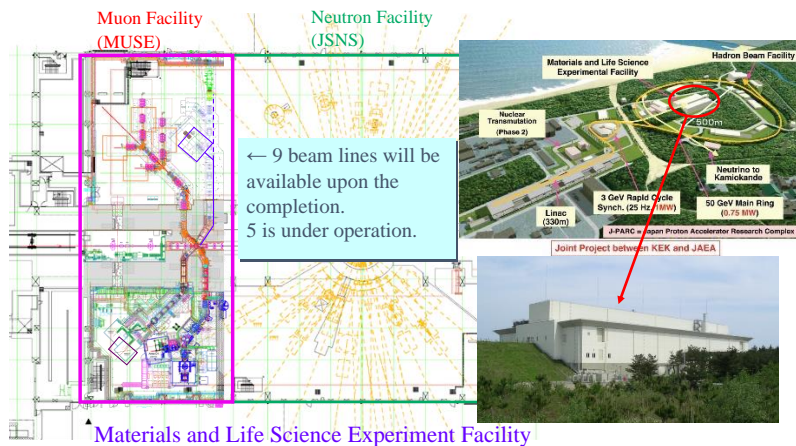 Muon Facility
(MUSE)
Neutron Facility
(JSNS)
← 9 beam lines will be
available upon the
completion.
5 is under operation.
Materials and Life Science Experiment Facility
Hadron Beam Facility
Materials and Life Science
Experimental Facility
Nuclear
Transmutation
(Phase 2)
500m
Neutrino to
Kamiokande
3 GeV Rapid Cycle
Synch. (25 Hz, 1MW)
50 GeV Main Ring
(0.75 MW)
Linac
(330m)
J-PARC = Japan Proton Accelerator Research Complex
Joint Project between KEK and JAEA